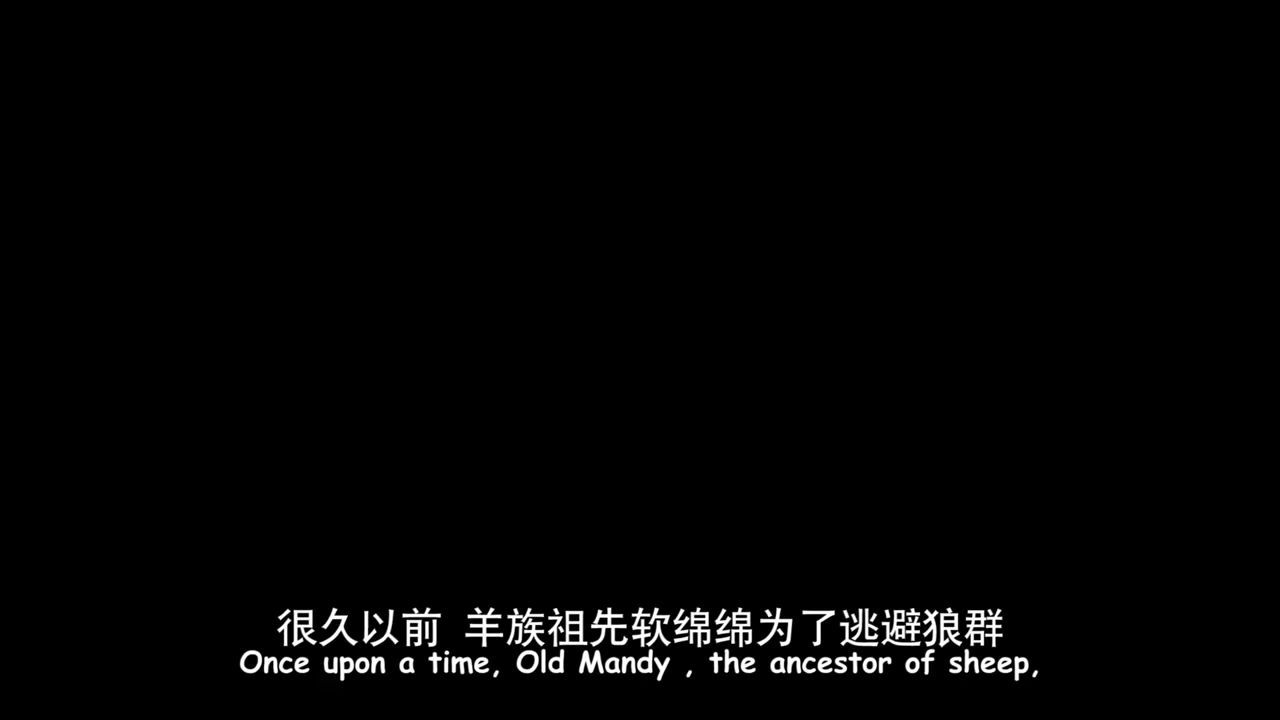 很久以前 羊族祖先软绵绵为了逃避狼群
Once upon a time, Old Mandy , the ancestor of sheep,